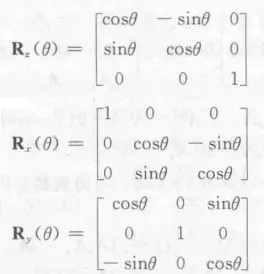 R_z(θ) = [cosθ −sinθ 0
sinθ cosθ 0
0 0 1]
R_x(θ) = [1 0 0
0 cosθ −sinθ
0 sinθ cosθ]
R_y(θ) = [cosθ 0 sinθ
0 1 0
−sinθ 0 cosθ]